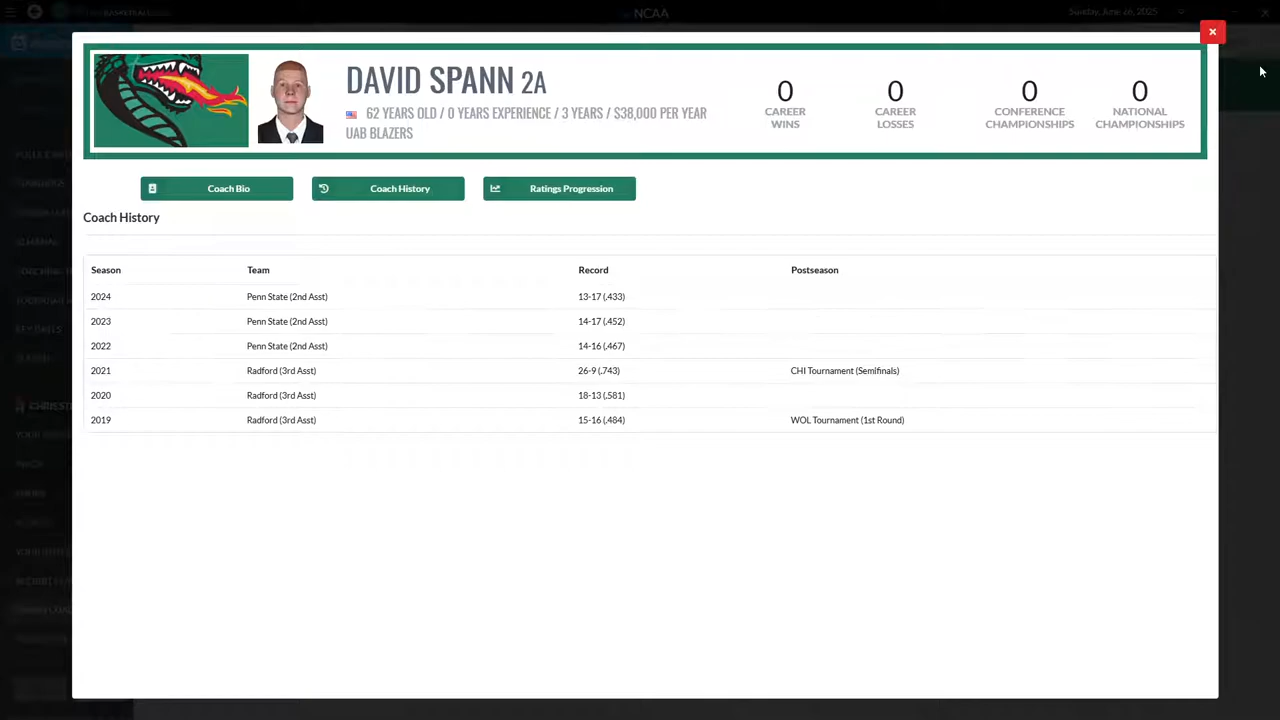 NCAA
Sunday, June 26, 2025
DAVID SPANN 2A
62 YEARS OLD / 0 YEARS EXPERIENCE / 3 YEARS / $38,000 PER YEAR
UAB BLAZERS
0 0 0 0
CAREER WINS CAREER LOSSES CONFERENCE CHAMPIONSHIPS NATIONAL CHAMPIONSHIPS
Coach Bio Coach History Ratings Progression
Coach History
Season Team Record Postseason
2024 Penn State (2nd Asst) 13-17 (.433)
2023 Penn State (2nd Asst) 14-17 (.452)
2022 Penn State (2nd Asst) 14-16 (.467)
2021 Radford (3rd Asst) 26-9 (.743) CHI Tournament (Semifinals)
2020 Radford (3rd Asst) 18-13 (.581)
2019 Radford (3rd Asst) 15-16 (.484) WOL Tournament (1st Round)